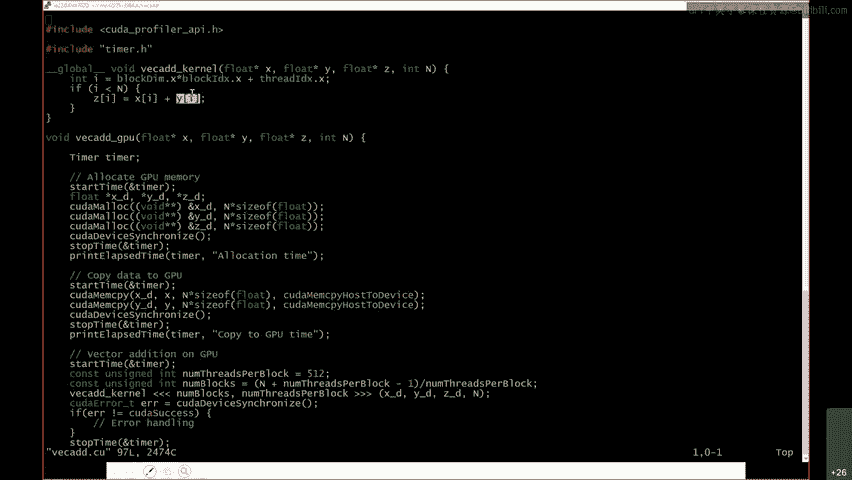 #include <cuda_profiler_api.h>
#include "timer.h"
__global__ void vecadd_kernel(float* x, float* y, float* z, int N) {
int i = blockDim.x*blockIdx.x + threadIdx.x;
if (i < N) {
z[i] = x[i] + y[i];
}
}
void vecadd_gpu(float* x, float* y, float* z, int N) {
Timer timer;
// Allocate GPU memory
startTime(&timer);
float *x_d, *y_d, *z_d;
cudaMalloc((void**) &x_d, N*sizeof(float));
cudaMalloc((void**) &y_d, N*sizeof(float));
cudaMalloc((void**) &z_d, N*sizeof(float));
cudaDeviceSynchronize();
stopTime(&timer);
printElapsedTime(timer, "Allocation time");
// Copy data to GPU
startTime(&timer);
cudaMemcpy(x_d, x, N*sizeof(float), cudaMemcpyHostToDevice);
cudaMemcpy(y_d, y, N*sizeof(float), cudaMemcpyHostToDevice);
cudaDeviceSynchronize();
stopTime(&timer);
printElapsedTime(timer, "Copy to GPU time");
// Vector addition on GPU
startTime(&timer);
const unsigned int numThreadsPerBlock = 512;
const unsigned int numBlocks = (N + numThreadsPerBlock - 1)/numThreadsPerBlock;
vecadd_kernel <<< numBlocks, numThreadsPerBlock >>> (x_d, y_d, z_d, N);
cudaError_t err = cudaDeviceSynchronize();
if(err != cudaSuccess) {
// Error handling
}
stopTime(&timer);
"vecadd.cu" 97L, 2474C 1,0-1 Top
+26